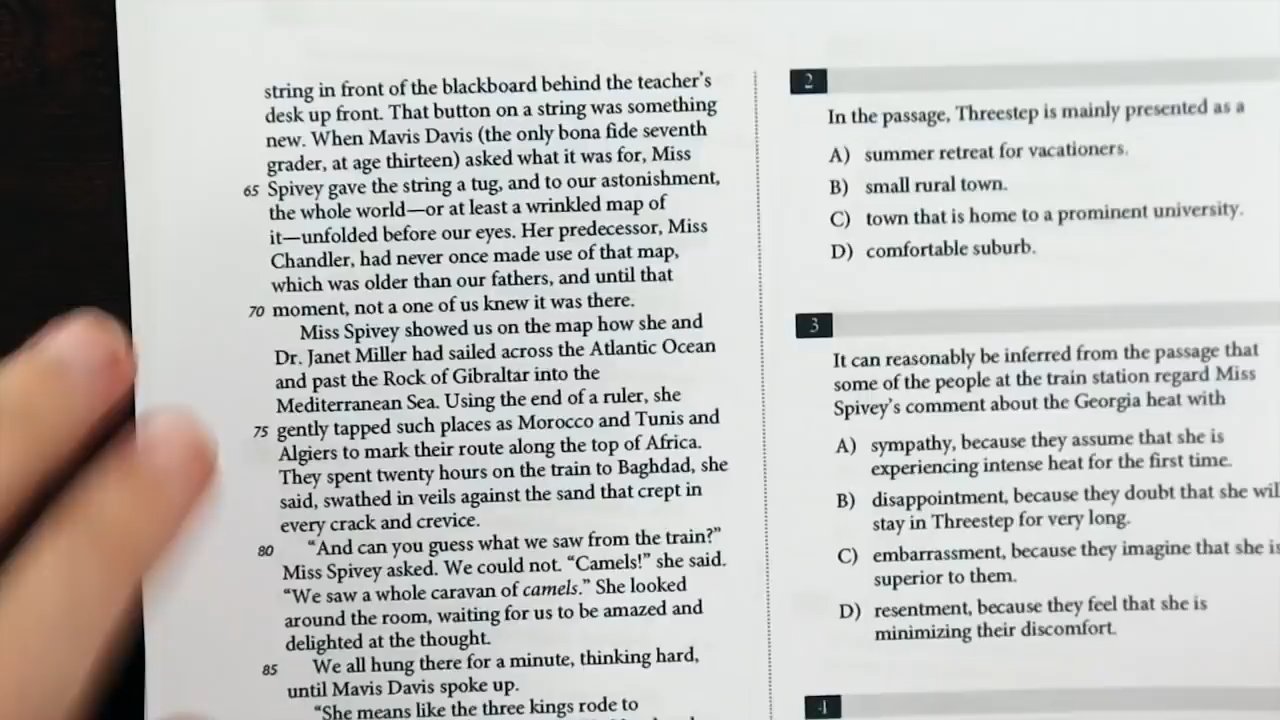 string in front of the blackboard behind the teacher's
desk up front. That button on a string was something
new. When Mavis Davis (the only bona fide seventh
grader, at age thirteen) asked what it was for, Miss
65 Spivey gave the string a tug, and to our astonishment,
the whole world—or at least a wrinkled map of
it—unfolded before our eyes. Her predecessor, Miss
Chandler, had never once made use of that map,
which was older than our fathers, and until that
70 moment, not a one of us knew it was there.
Miss Spivey showed us on the map how she and
Dr. Janet Miller had sailed across the Atlantic Ocean
and past the Rock of Gibraltar into the
Mediterranean Sea. Using the end of a ruler, she
75 gently tapped such places as Morocco and Tunis and
Algiers to mark their route along the top of Africa.
They spent twenty hours on the train to Baghdad, she
said, swathed in veils against the sand that crept in
every crack and crevice.
80 “And can you guess what we saw from the train?”
Miss Spivey asked. We could not. “Camels!” she said.
“We saw a whole caravan of camels.” She looked
around the room, waiting for us to be amazed and
delighted at the thought.
85 We all hung there for a minute, thinking hard,
until Mavis Davis spoke up.
“She means like the three kings rode to
2
In the passage, Threestep is mainly presented as a
A) summer retreat for vacationers.
B) small rural town.
C) town that is home to a prominent university.
D) comfortable suburb.
3
It can reasonably be inferred from the passage that
some of the people at the train station regard Miss
Spivey's comment about the Georgia heat with
A) sympathy, because they assume that she is
experiencing intense heat for the first time.
B) disappointment, because they doubt that she wil
stay in Threestep for very long.
C) embarrassment, because they imagine that she is
superior to them.
D) resentment, because they feel that she is
minimizing their discomfort.
4